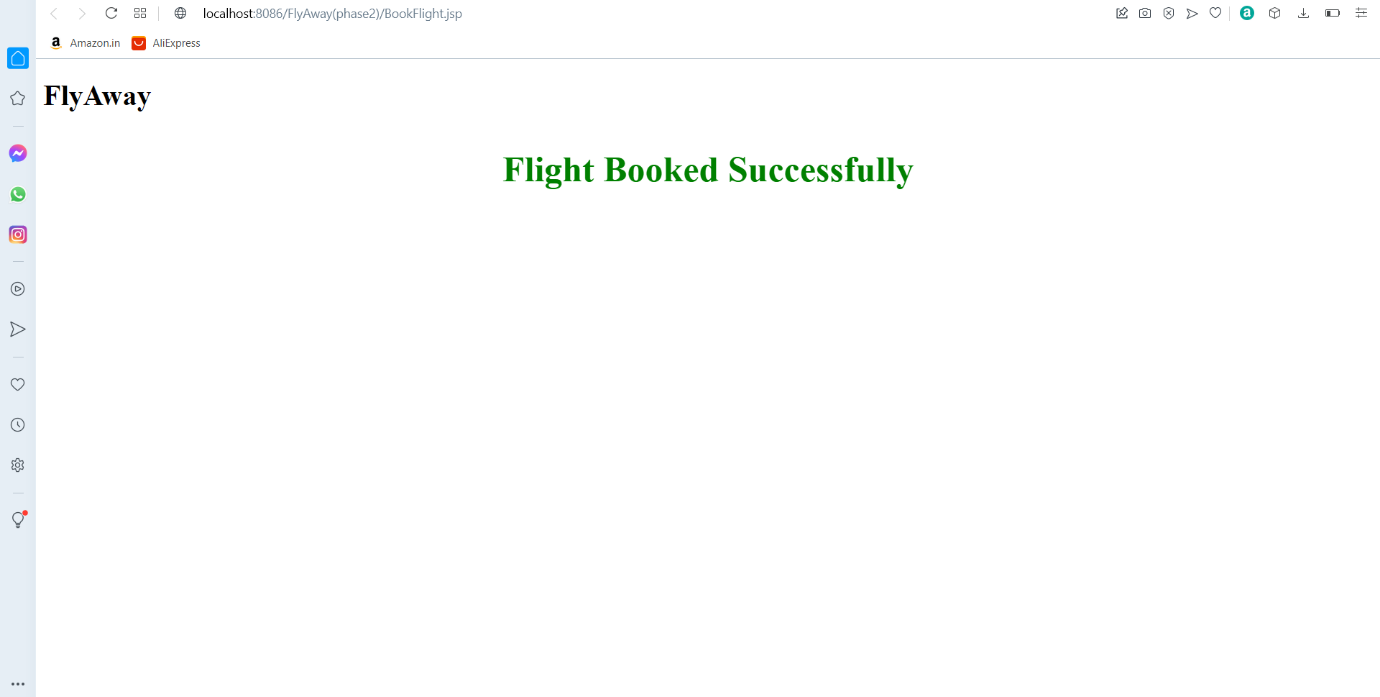 localhost:8086/FlyAway(phase2)/BookFlight.jsp
a
a Amazon.in AliExpress
FlyAway
Flight Booked Successfully